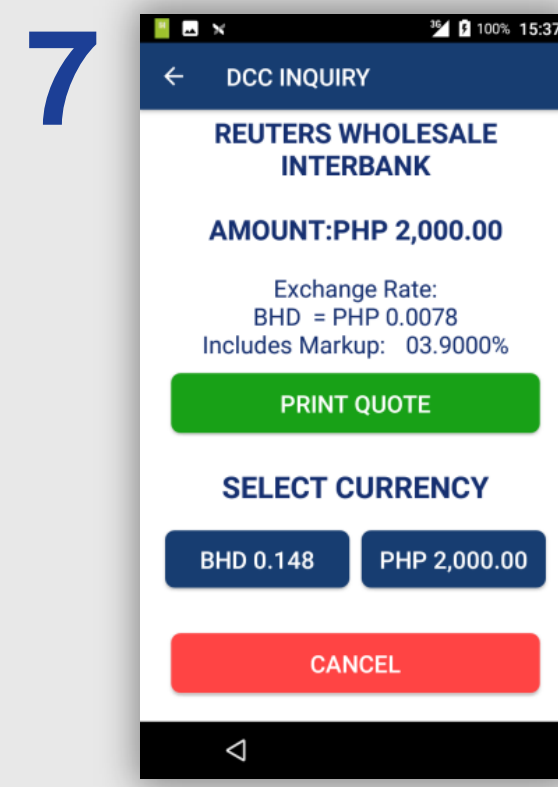 7
3G 100% 15:37
DCC INQUIRY
REUTERS WHOLESALE
INTERBANK
AMOUNT:PHP 2,000.00
Exchange Rate:
BHD = PHP 0.0078
Includes Markup: 03.9000%
PRINT QUOTE
SELECT CURRENCY
BHD 0.148 PHP 2,000.00
CANCEL